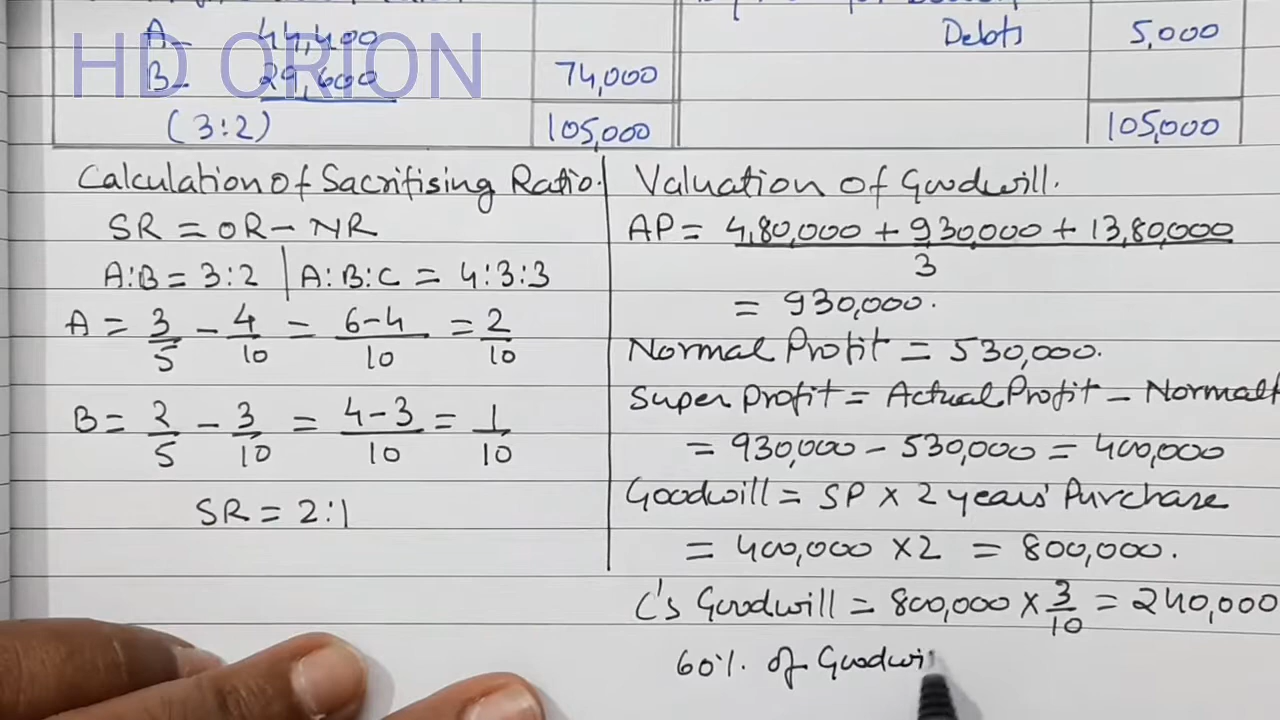 A- 44,400
B- 29,600 74,000
(3:2) 105,000
Debts 5,000
105,000
HD ORION
Calculation Of Sacrifising Ratio.
SR = OR - NR
A:B = 3:2 | A:B:C = 4:3:3
A = 3/5 - 4/10 = 6-4/10 = 2/10
B = 2/5 - 3/10 = 4-3/10 = 1/10
SR = 2:1
Valuation of Goodwill.
AP = 4,80,000 + 930,000 + 13,80,000
3
= 930,000.
Normal Profit = 530,000.
Super Profit = Actual Profit - Normal
= 930,000 - 530,000 = 400,000
Goodwill = SP × 2 years' Purchase
= 400,000 ×2 = 800,000.
C's Goodwill = 800,000 × 3/10 = 240,000
60%. of Goodwi